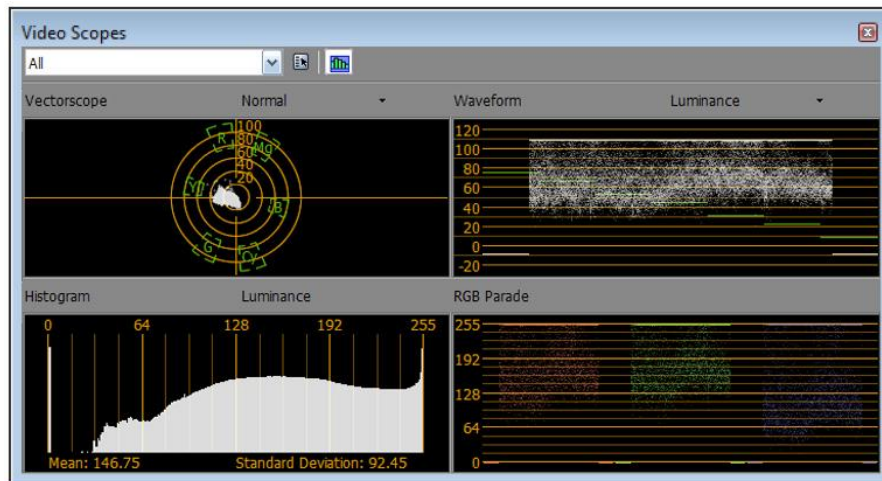 Video Scopes
All
Vectorscope Normal
100
80
60
40
20
R
Mg
Yl
B
G
Cy
Waveform Luminance
120
100
80
60
40
20
0
-20
Histogram Luminance
0 64 128 192 255
Mean: 146.75 Standard Deviation: 92.45
RGB Parade
255
192
128
64
0